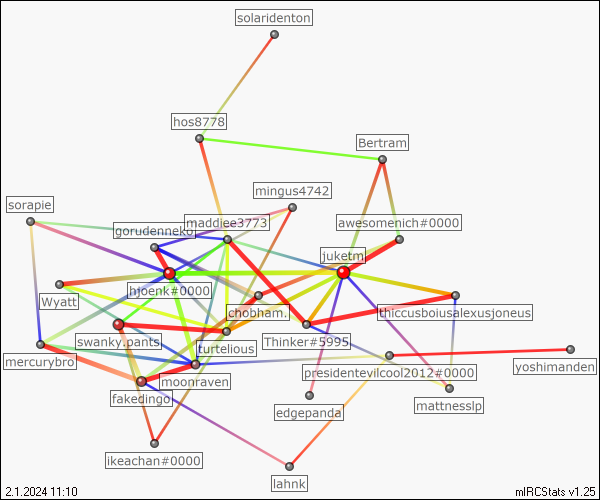 solaridenton
hos8778
Bertram
mingus4742
sorapie
maddiee3773
awesomenich#0000
gorudenneko
juketm
hjoenk#0000
Wyatt
chobham.
thiccusboiusalexusjoneus
swanky.pants
turtelious
Thinker#5995
mercurybro
moonraven
presidentevilcool2012#0000
yoshimanden
fakedingo
edgepanda
mattnesslp
ikeachan#0000
lahnk
2.1.2024 11:10
mIRCStats v1.25